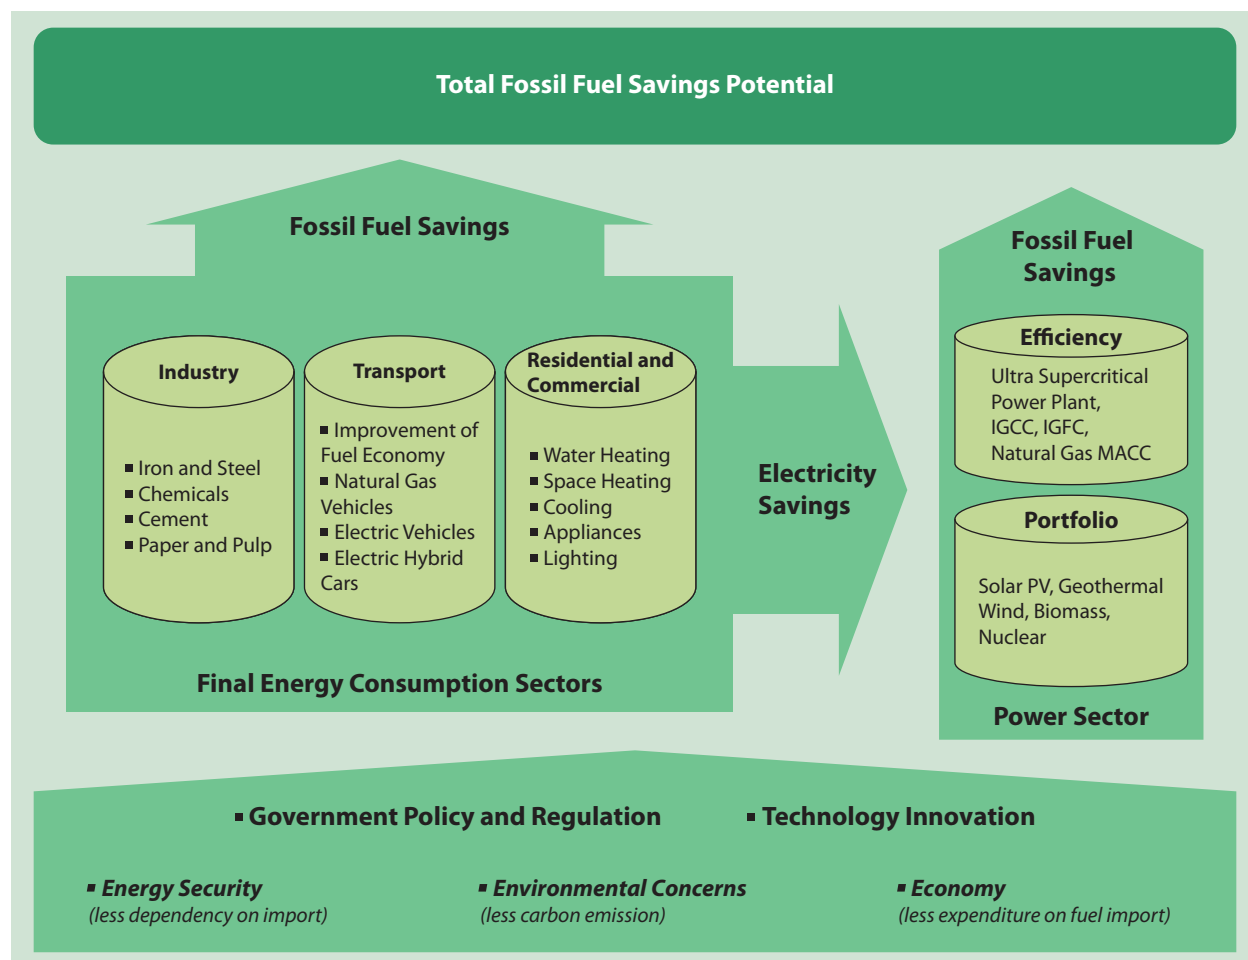 Total Fossil Fuel Savings Potential
Fossil Fuel Savings
Industry
▪ Iron and Steel
▪ Chemicals
▪ Cement
▪ Paper and Pulp
Transport
▪ Improvement of
Fuel Economy
▪ Natural Gas
Vehicles
▪ Electric Vehicles
▪ Electric Hybrid
Cars
Residential and
Commercial
▪ Water Heating
▪ Space Heating
▪ Cooling
▪ Appliances
▪ Lighting
Final Energy Consumption Sectors
Electricity
Savings
Fossil Fuel
Savings
Efficiency
Ultra Supercritical
Power Plant,
IGCC, IGFC,
Natural Gas MACC
Portfolio
Solar PV, Geothermal
Wind, Biomass,
Nuclear
Power Sector
▪ Government Policy and Regulation
▪ Technology Innovation
▪ Energy Security
(less dependency on import)
▪ Environmental Concerns
(less carbon emission)
▪ Economy
(less expenditure on fuel import)